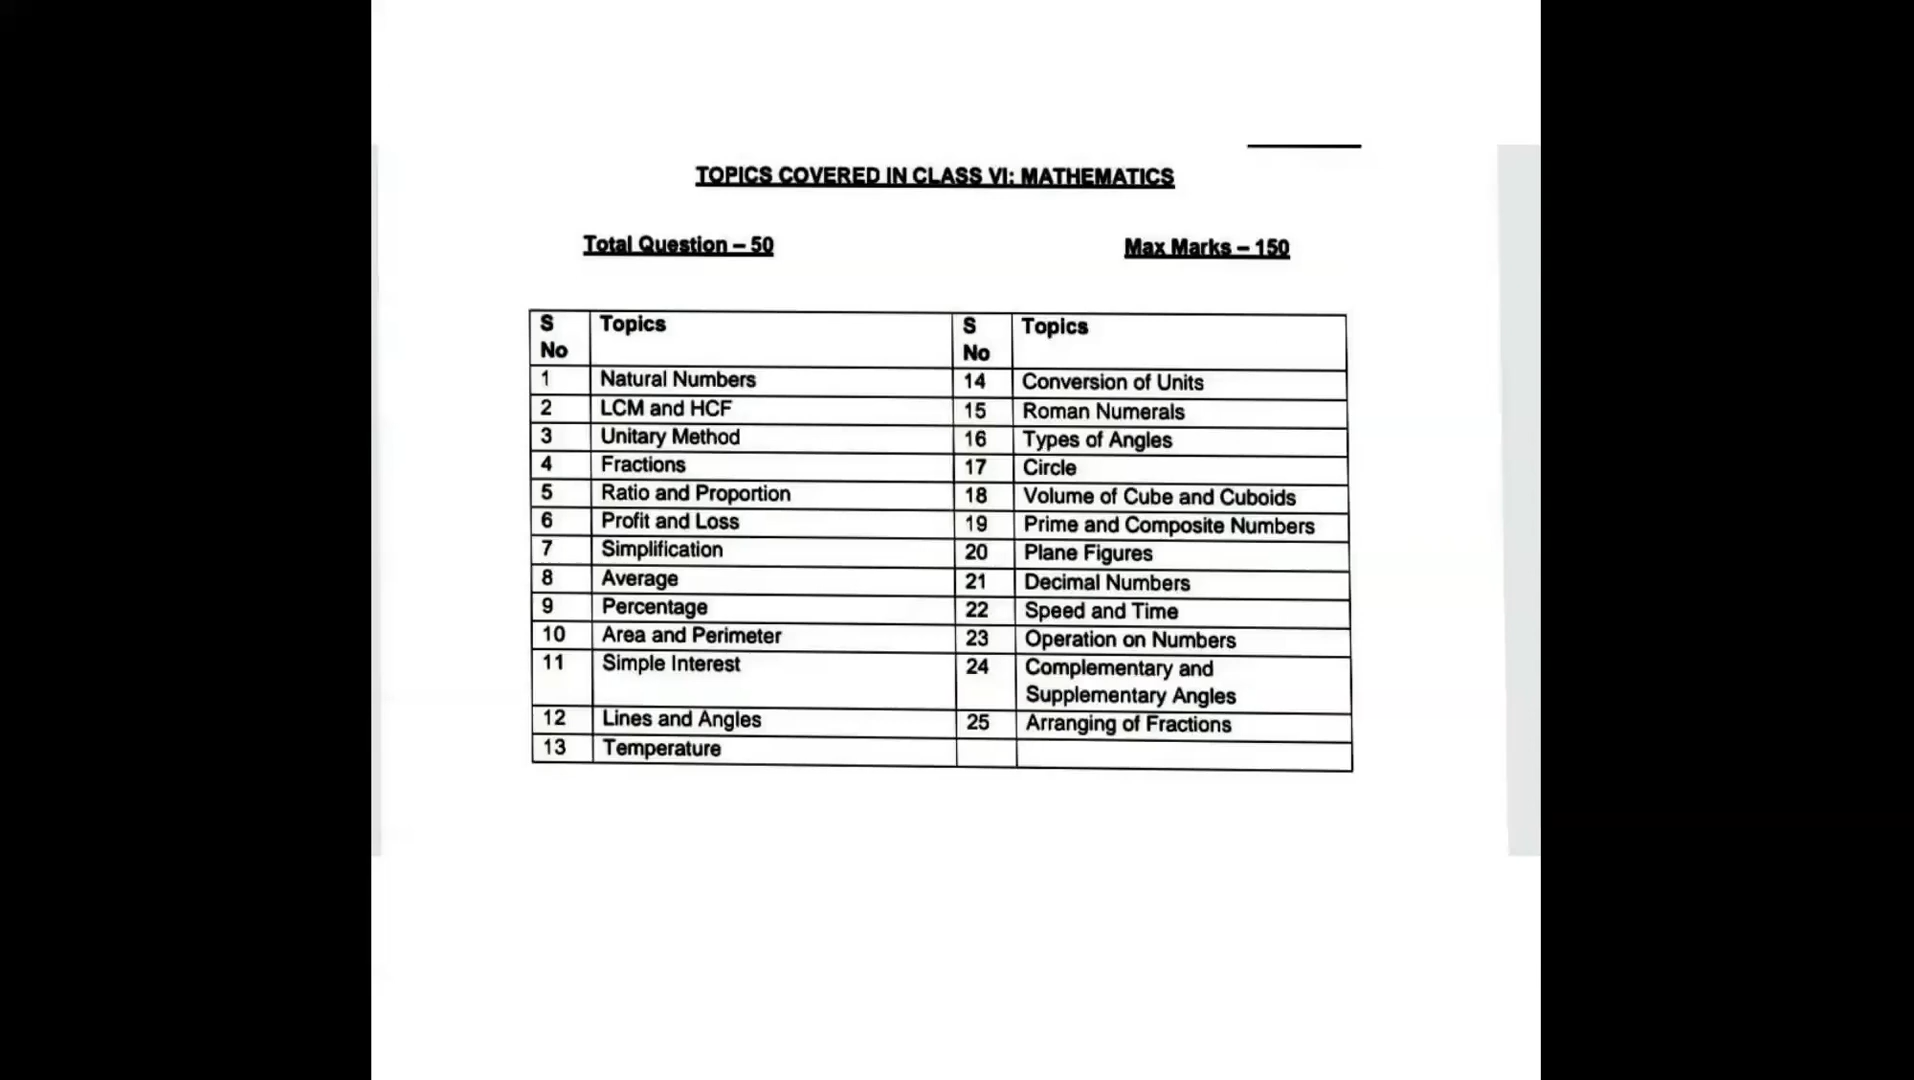 TOPICS COVERED IN CLASS VI: MATHEMATICS
Total Question – 50 Max Marks – 150
S No Topics S No Topics
1 Natural Numbers 14 Conversion of Units
2 LCM and HCF 15 Roman Numerals
3 Unitary Method 16 Types of Angles
4 Fractions 17 Circle
5 Ratio and Proportion 18 Volume of Cube and Cuboids
6 Profit and Loss 19 Prime and Composite Numbers
7 Simplification 20 Plane Figures
8 Average 21 Decimal Numbers
9 Percentage 22 Speed and Time
10 Area and Perimeter 23 Operation on Numbers
11 Simple Interest 24 Complementary and
Supplementary Angles
12 Lines and Angles 25 Arranging of Fractions
13 Temperature